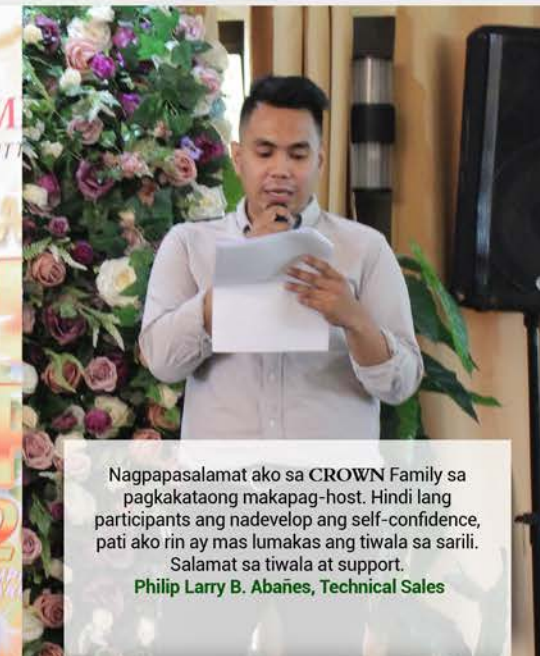 Nagpapasalamat ako sa CROWN Family sa
pagkakataong makapag-host. Hindi lang
participants ang nadevelop ang self-confidence,
pati ako rin ay mas lumakas ang tiwala sa sarili.
Salamat sa tiwala at support.
Philip Larry B. Abañes, Technical Sales